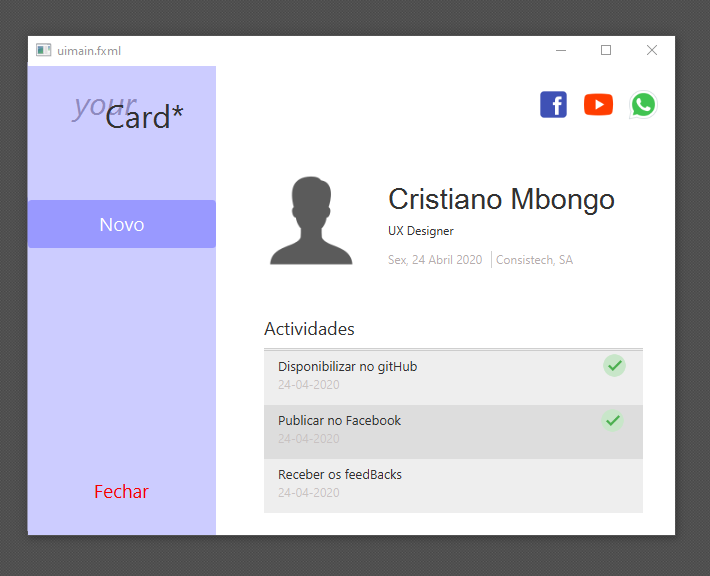 uimain.fxml
your
Card*
Novo
Cristiano Mbongo
UX Designer
Sex, 24 Abril 2020 Consistech, SA
Actividades
Disponibilizar no gitHub
24-04-2020
Publicar no Facebook
24-04-2020
Receber os feedBacks
24-04-2020
Fechar